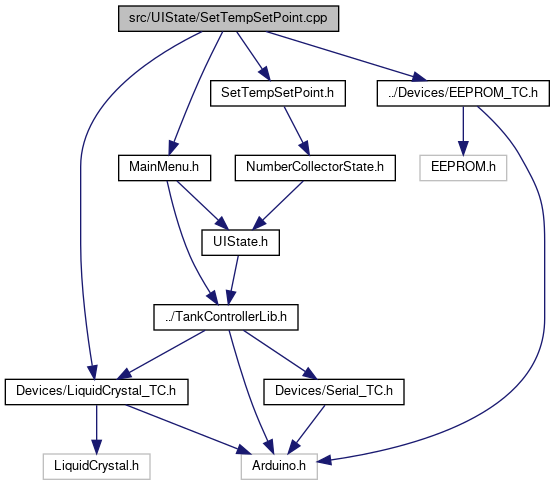 src/UIState/SetTempSetPoint.cpp
SetTempSetPoint.h
../Devices/EEPROM_TC.h
MainMenu.h
NumberCollectorState.h
EEPROM.h
UIState.h
../TankControllerLib.h
Devices/LiquidCrystal_TC.h
Devices/Serial_TC.h
LiquidCrystal.h
Arduino.h